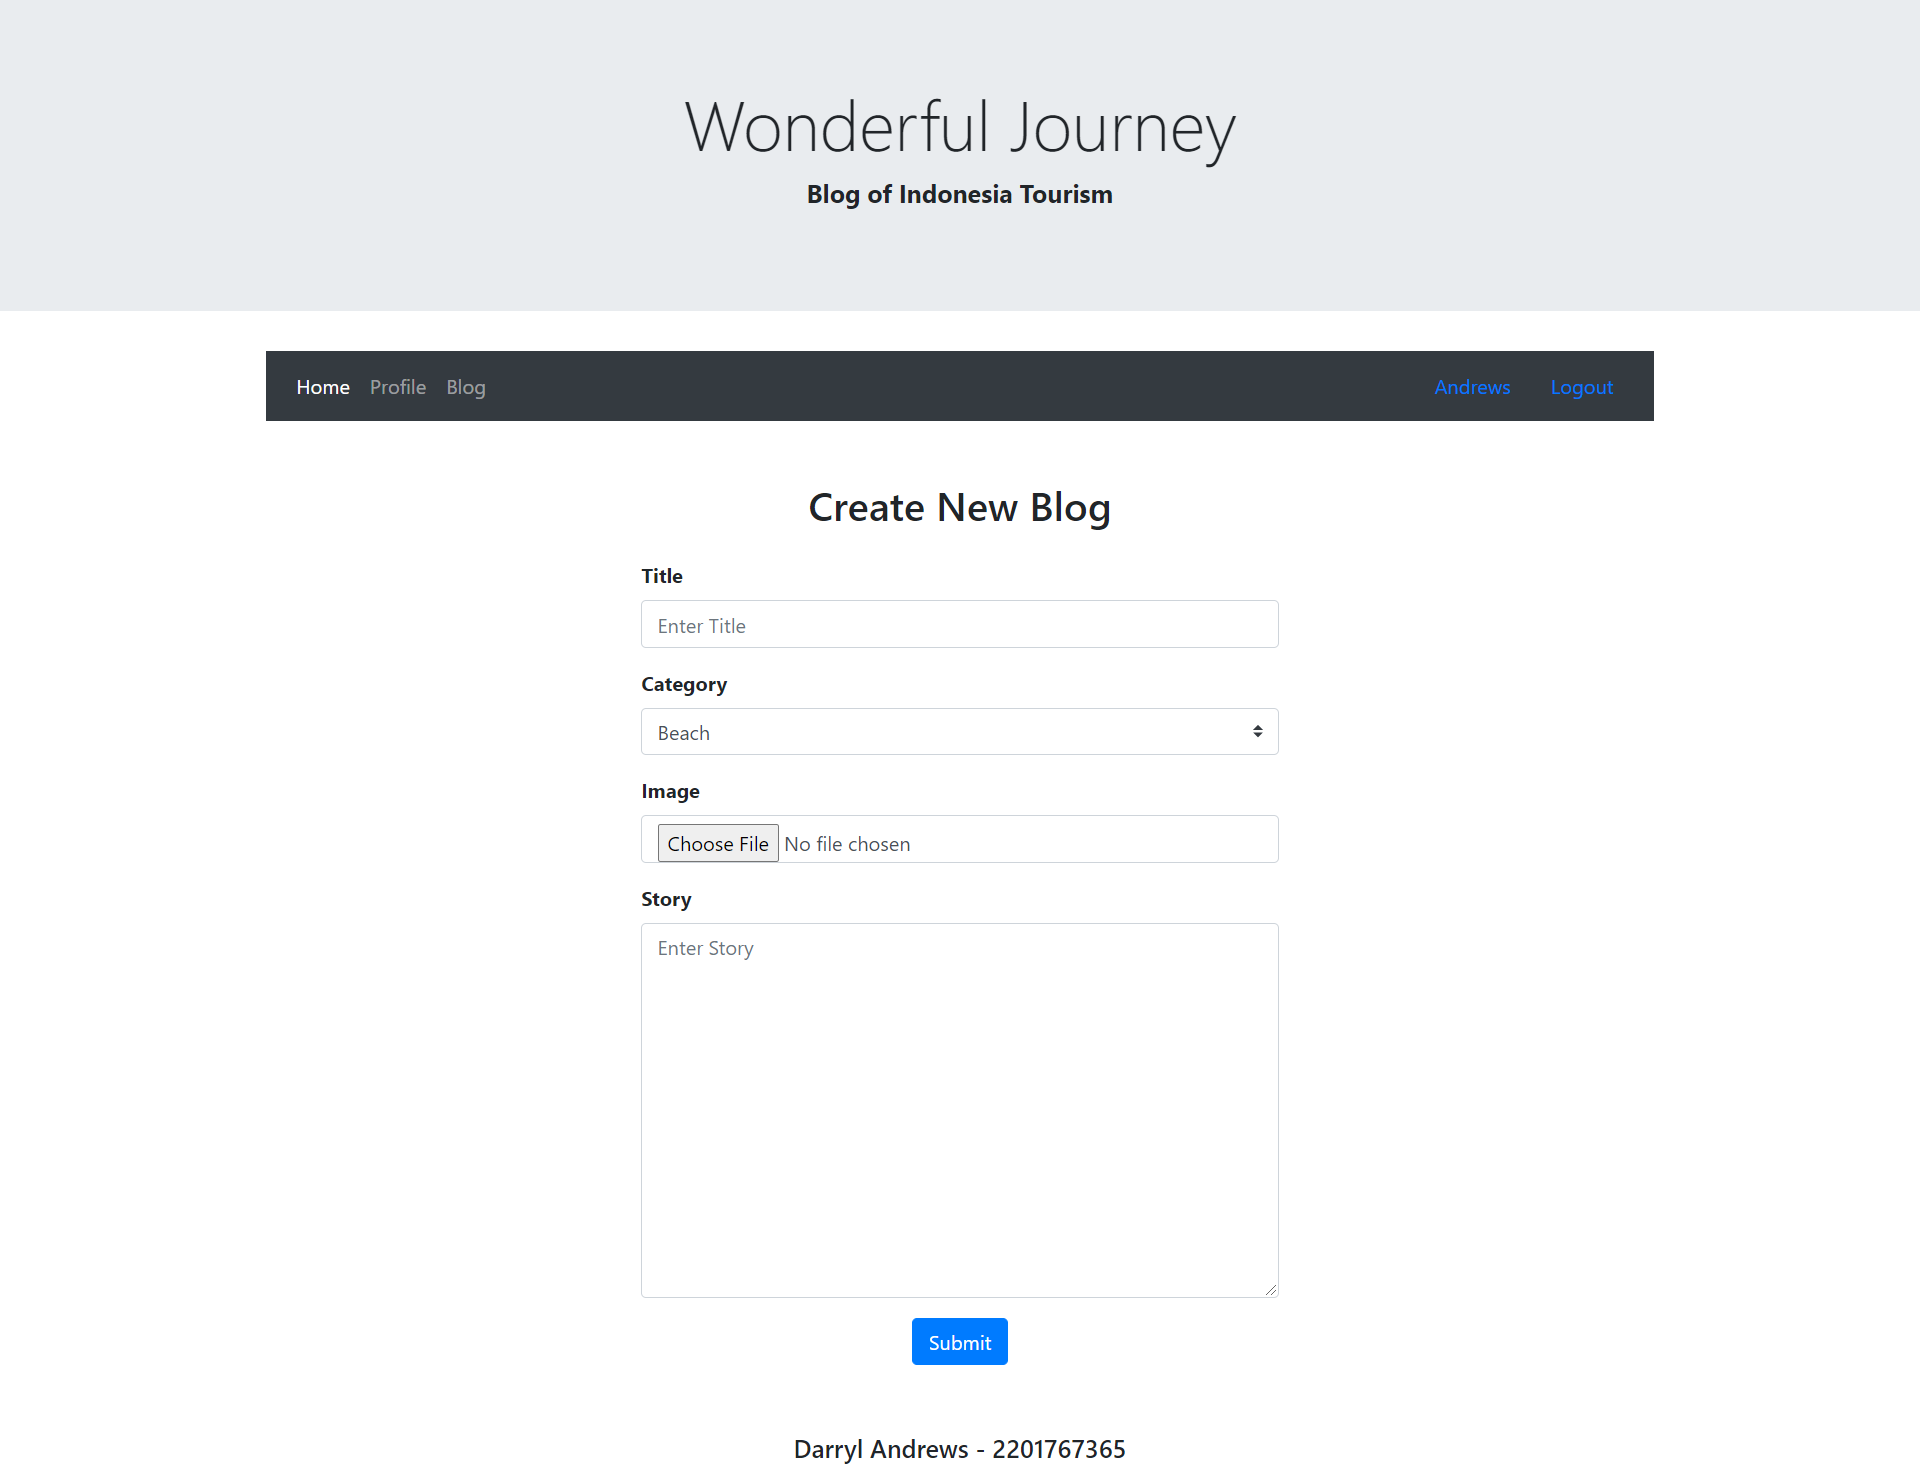 Wonderful Journey
Blog of Indonesia Tourism
Home Profile Blog Andrews Logout
Create New Blog
Title
Enter Title
Category
Beach
Image
Choose File No file chosen
Story
Enter Story
Submit
Darryl Andrews - 2201767365